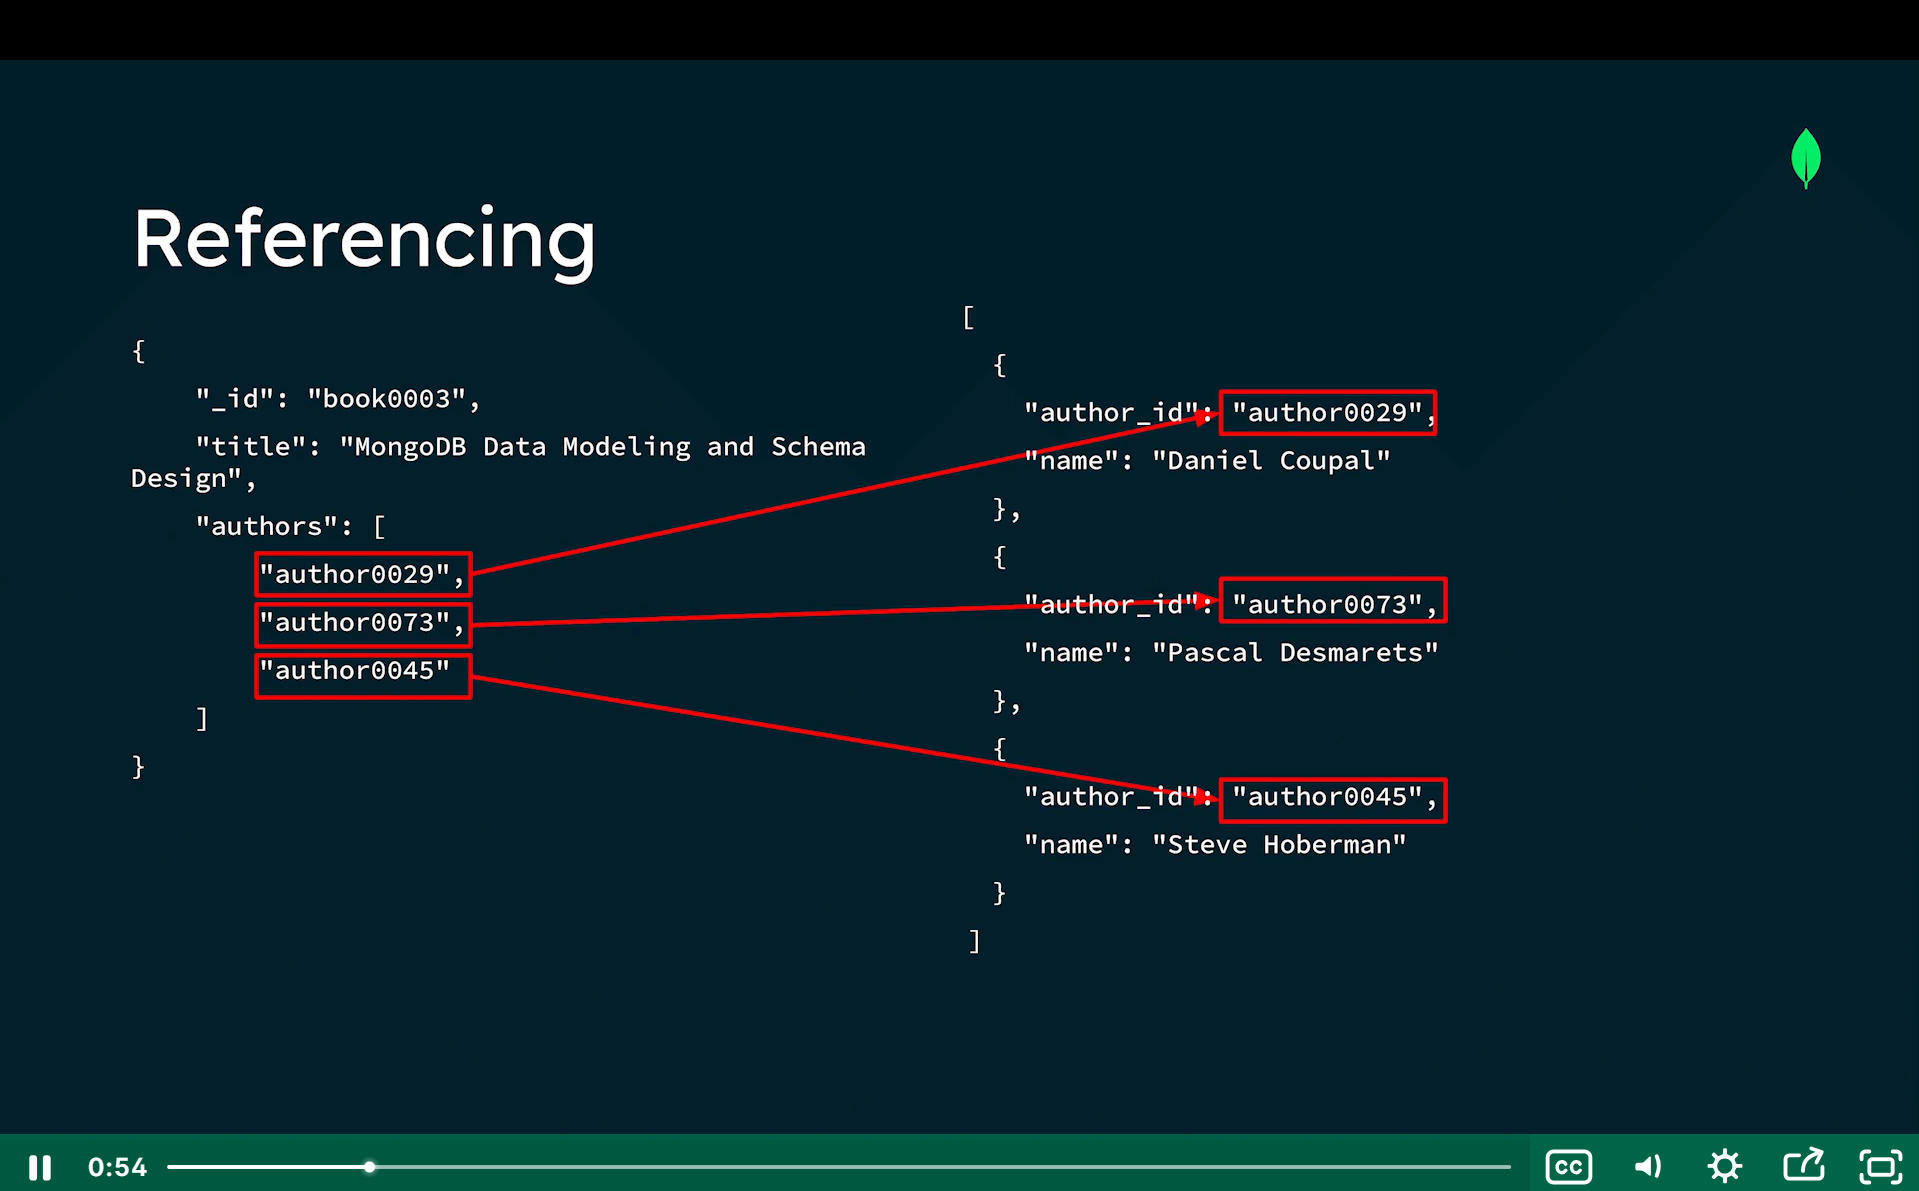 Referencing
{
"_id": "book0003",
"title": "MongoDB Data Modeling and Schema
Design",
"authors": [
"author0029",
"author0073",
"author0045"
]
}
[
{
"author_id": "author0029",
"name": "Daniel Coupal"
},
{
"author_id": "author0073",
"name": "Pascal Desmarets"
},
{
"author_id": "author0045",
"name": "Steve Hoberman"
}
]
0:54
CC